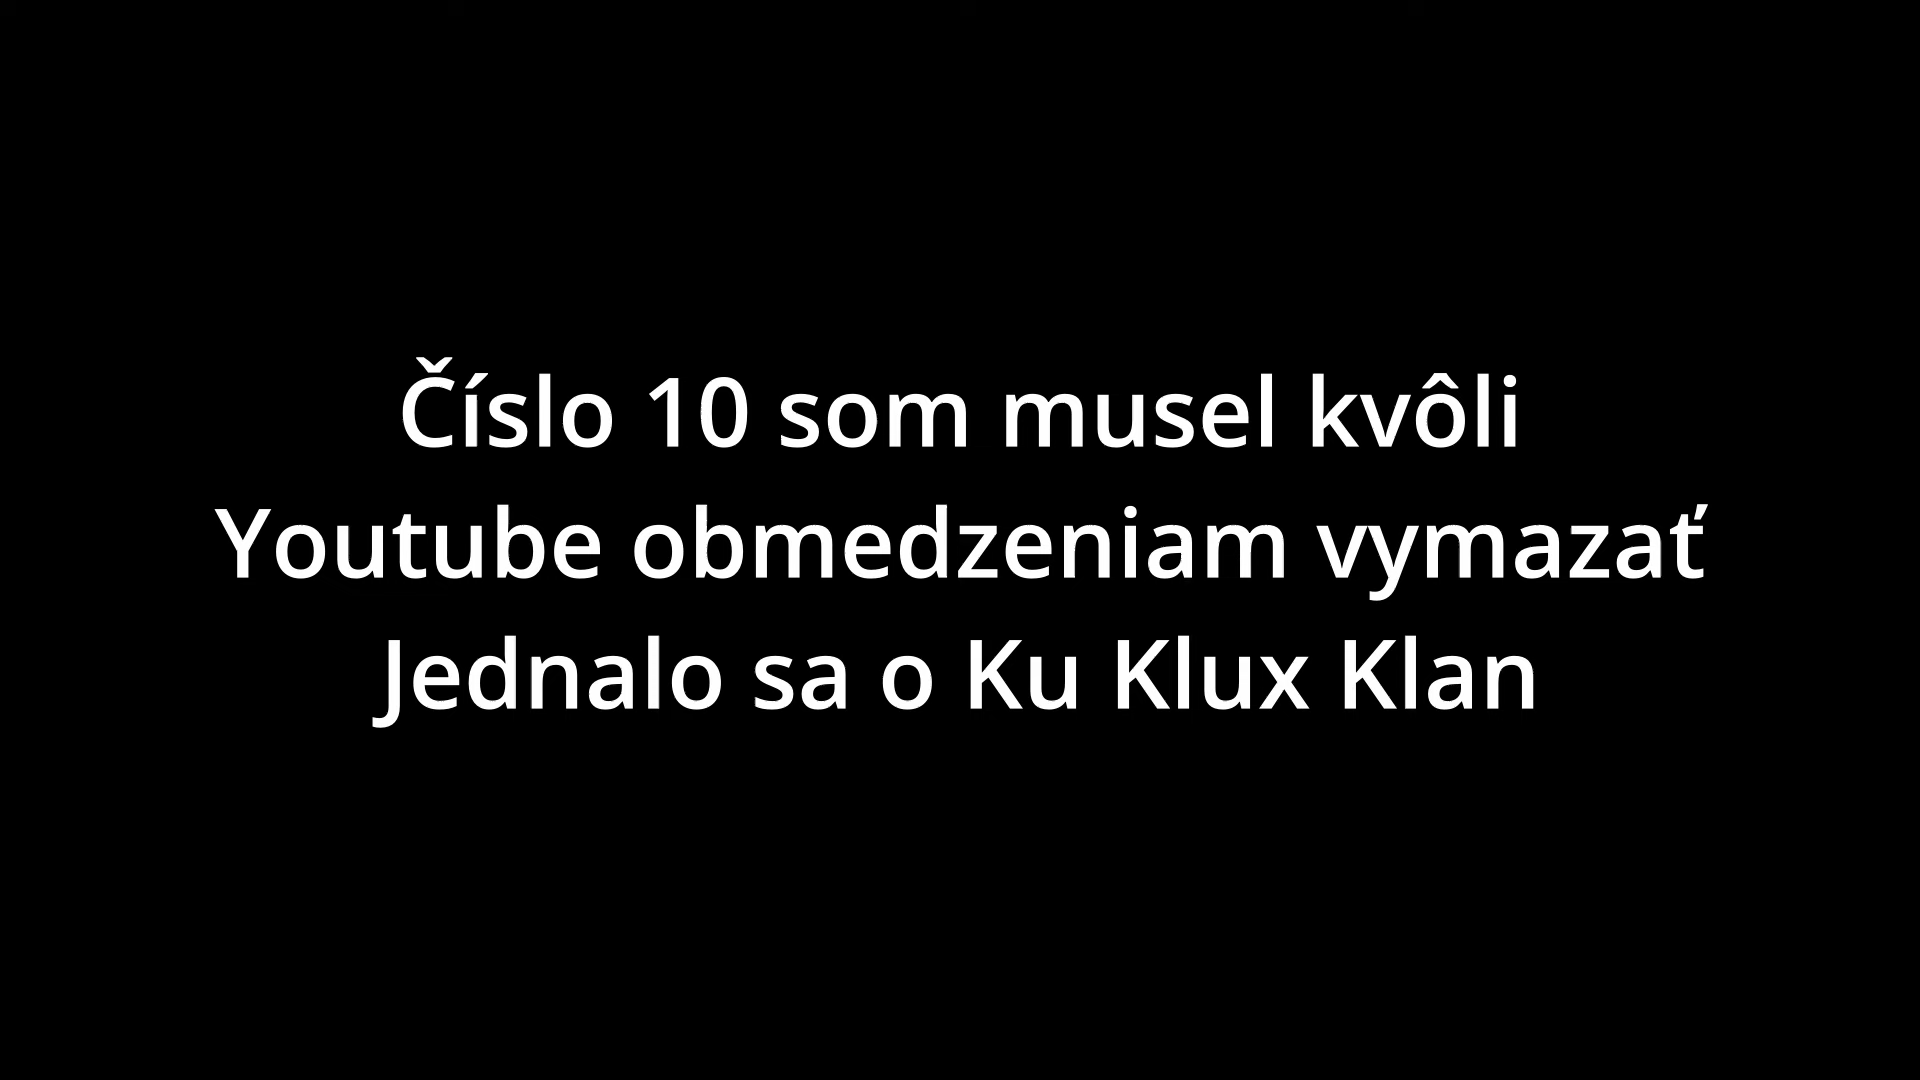 Číslo 10 som musel kvôli
Youtube obmedzeniam vymazať
Jednalo sa o Ku Klux Klan